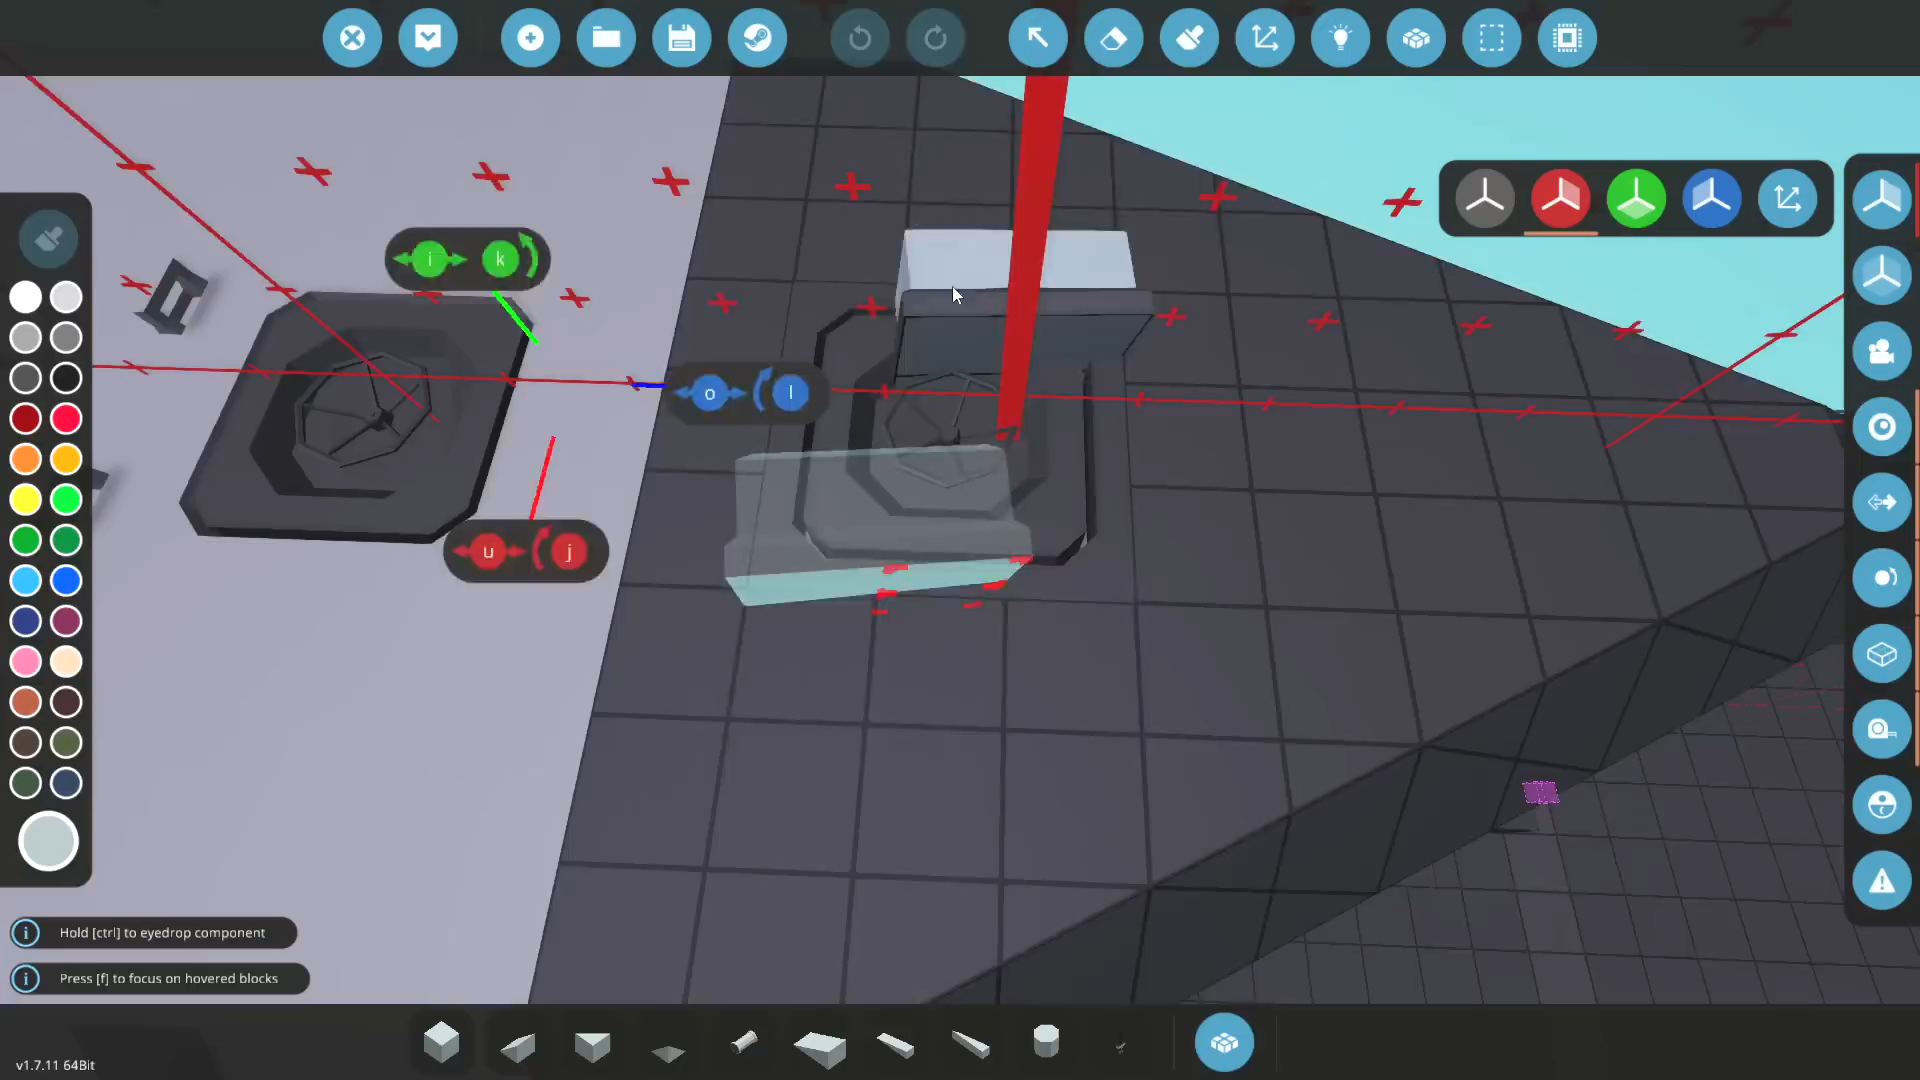 i k
o l
u j
Hold [ctrl] to eyedrop component
Press [f] to focus on hovered blocks
v1.7.11 64Bit